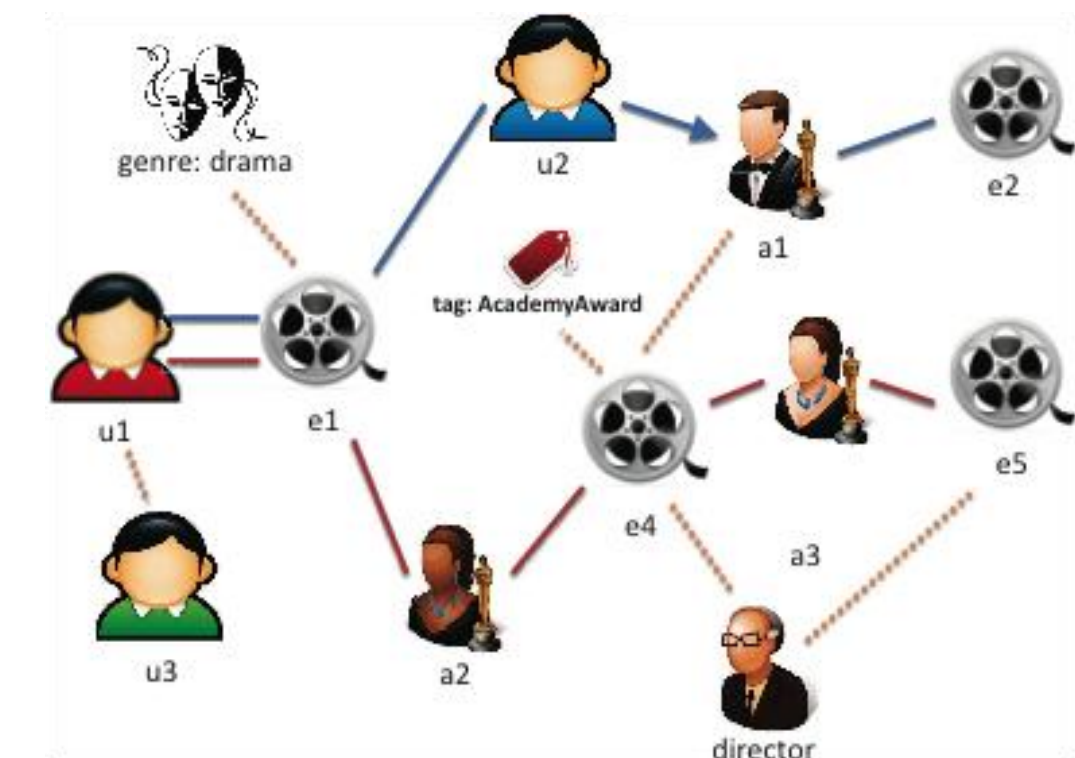 genre: drama
u2
e2
a1
tag: AcademyAward
u1
e1
e5
e4
a3
u3
a2
director